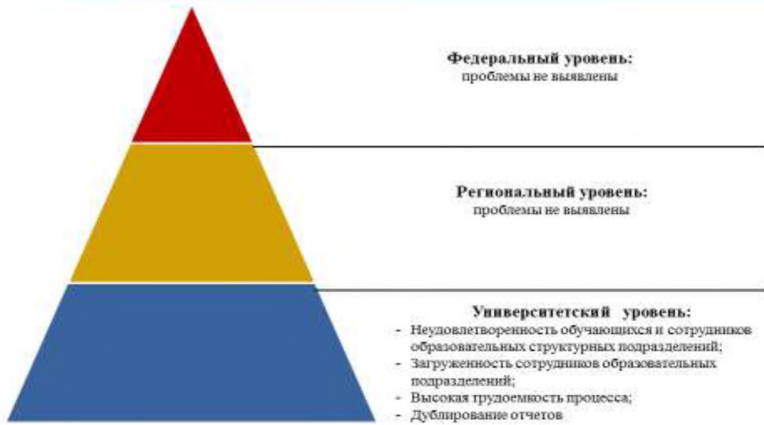 Федеральный уровень:
проблемы не выявлены
Региональный уровень:
проблемы не выявлены
Университетский уровень:
- Неудовлетворенность обучающихся и сотрудников
образовательных структурных подразделений;
- Загруженность сотрудников образовательных
подразделений;
- Высокая трудоемкость процесса;
- Дублирование отчетов